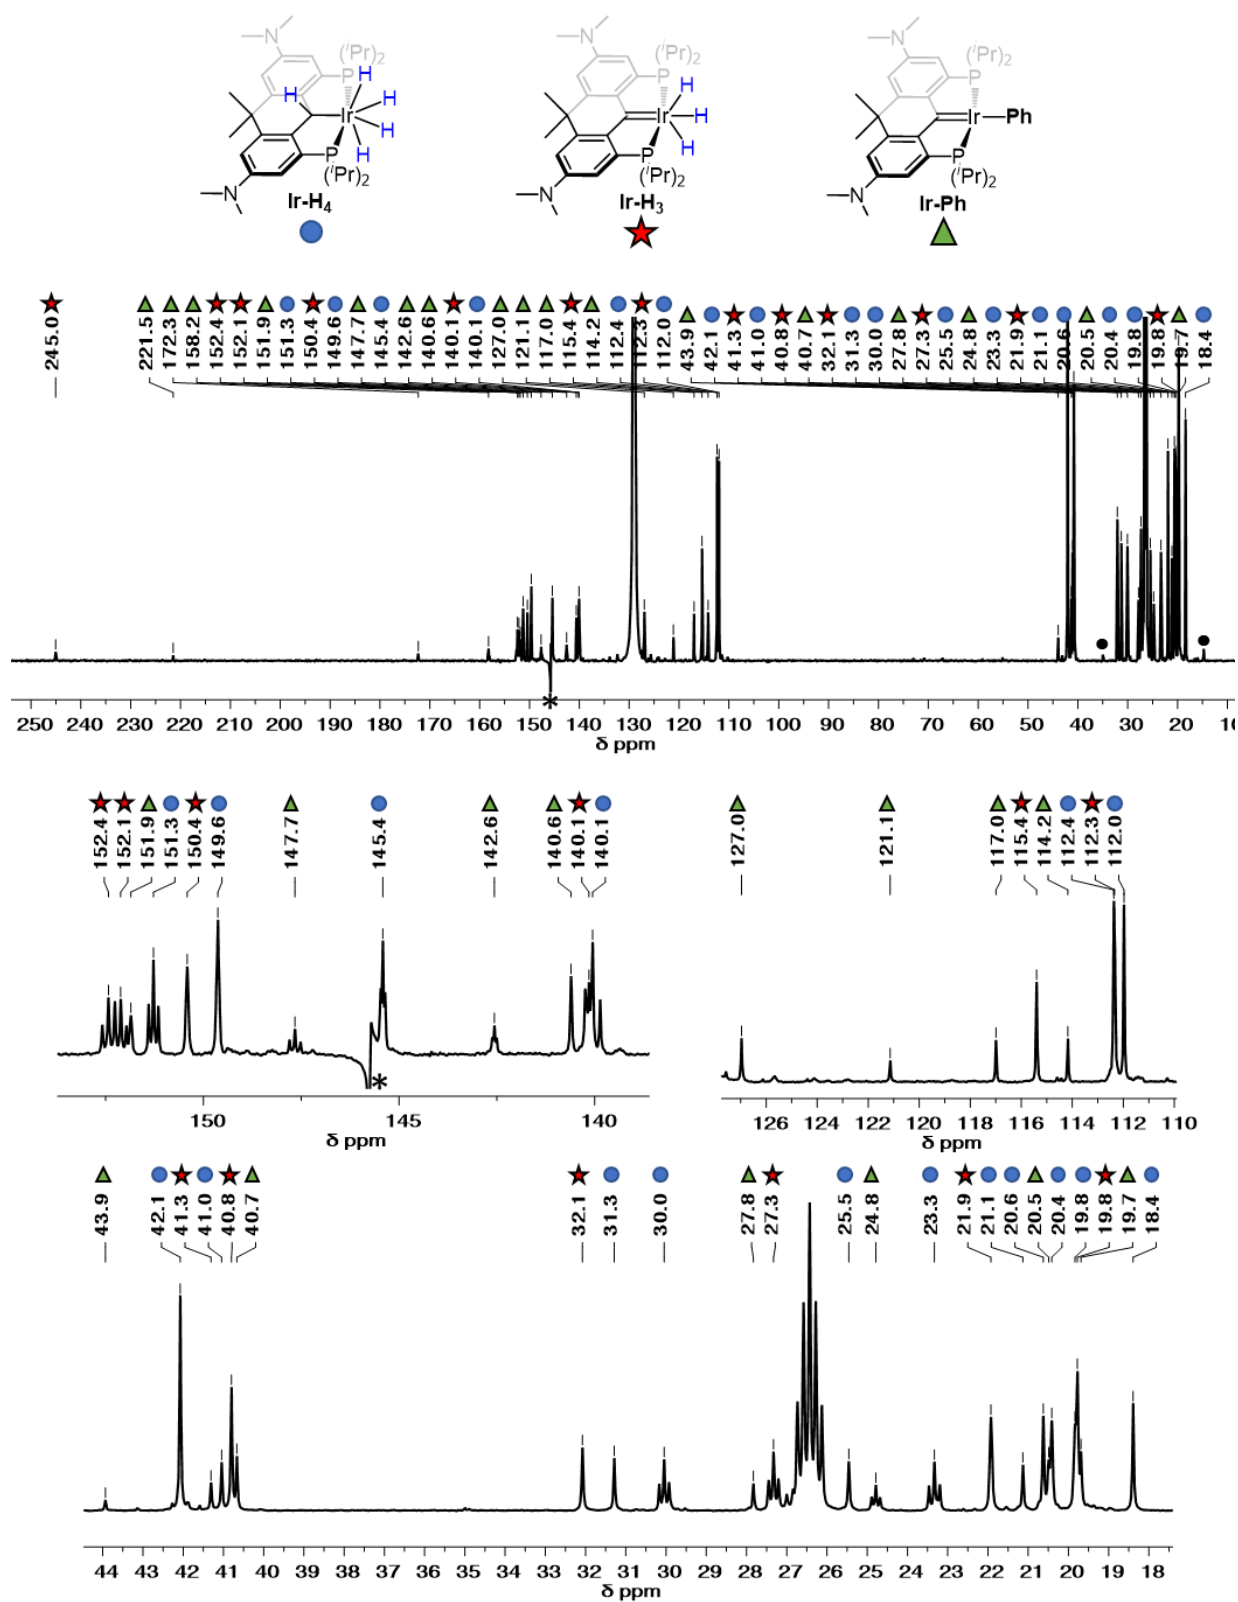 N
(iPr)2
P
H
H
H
Ir
H
H
P
(iPr)2
N
Ir-H4
N
(iPr)2
P
H
Ir
H
H
P
(iPr)2
N
Ir-H3
N
(iPr)2
P
Ir
Ph
P
(iPr)2
N
Ir-Ph
245.0
221.5
172.3
158.2
152.4
152.1
151.9
151.3
150.4
149.6
147.7
145.4
142.6
140.6
140.1
140.1
127.0
121.1
117.0
115.4
114.2
112.4
112.3
112.0
43.9
42.1
41.3
41.0
40.8
40.7
32.1
31.3
30.0
27.8
27.3
25.5
24.8
23.3
21.9
21.1
20.6
20.5
20.4
19.8
19.8
19.7
18.4
*
250 240 230 220 210 200 190 180 170 160 150 140 130 120 110 100 90 80 70 60 50 40 30 20 10
δ ppm
152.4
152.1
151.9
151.3
150.4
149.6
147.7
145.4
142.6
140.6
140.1
140.1
*
150 145 140
δ ppm
127.0
121.1
117.0
115.4
114.2
112.4
112.3
112.0
126 124 122 120 118 116 114 112 110
δ ppm
43.9
42.1
41.3
41.0
40.8
40.7
32.1
31.3
30.0
27.8
27.3
25.5
24.8
23.3
21.9
21.1
20.6
20.5
20.4
19.8
19.8
19.7
18.4
44 43 42 41 40 39 38 37 36 35 34 33 32 31 30 29 28 27 26 25 24 23 22 21 20 19 18
δ ppm